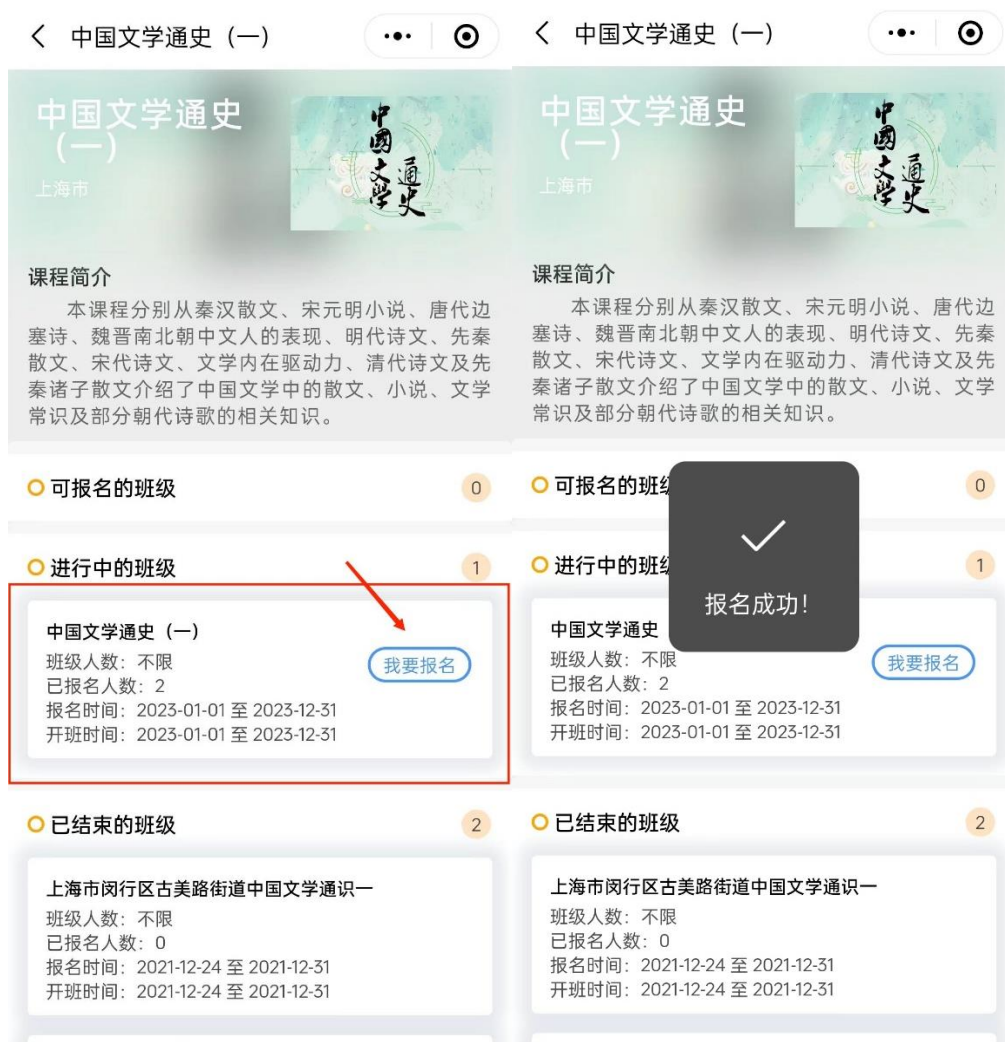 中国文学通史（一）
中国文学通史
（一）
上海市
中國文學通史
课程简介
本课程分别从秦汉散文、宋元明小说、唐代边
塞诗、魏晋南北朝中文人的表现、明代诗文、先秦
散文、宋代诗文、文学内在驱动力、清代诗文及先
秦诸子散文介绍了中国文学中的散文、小说、文学
常识及部分朝代诗歌的相关知识。
可报名的班级 0
进行中的班级 1
中国文学通史（一）
班级人数：不限
我要报名
已报名人数：2
报名时间：2023-01-01 至 2023-12-31
开班时间：2023-01-01 至 2023-12-31
已结束的班级 2
上海市闵行区古美路街道中国文学通识一
班级人数：不限
已报名人数：0
报名时间：2021-12-24 至 2021-12-31
开班时间：2021-12-24 至 2021-12-31
中国文学通史（一）
中国文学通史
（一）
上海市
中國文學通史
课程简介
本课程分别从秦汉散文、宋元明小说、唐代边
塞诗、魏晋南北朝中文人的表现、明代诗文、先秦
散文、宋代诗文、文学内在驱动力、清代诗文及先
秦诸子散文介绍了中国文学中的散文、小说、文学
常识及部分朝代诗歌的相关知识。
可报名的班级 0
进行中的班级 1
报名成功！
中国文学通史
班级人数：不限
我要报名
已报名人数：2
报名时间：2023-01-01 至 2023-12-31
开班时间：2023-01-01 至 2023-12-31
已结束的班级 2
上海市闵行区古美路街道中国文学通识一
班级人数：不限
已报名人数：0
报名时间：2021-12-24 至 2021-12-31
开班时间：2021-12-24 至 2021-12-31